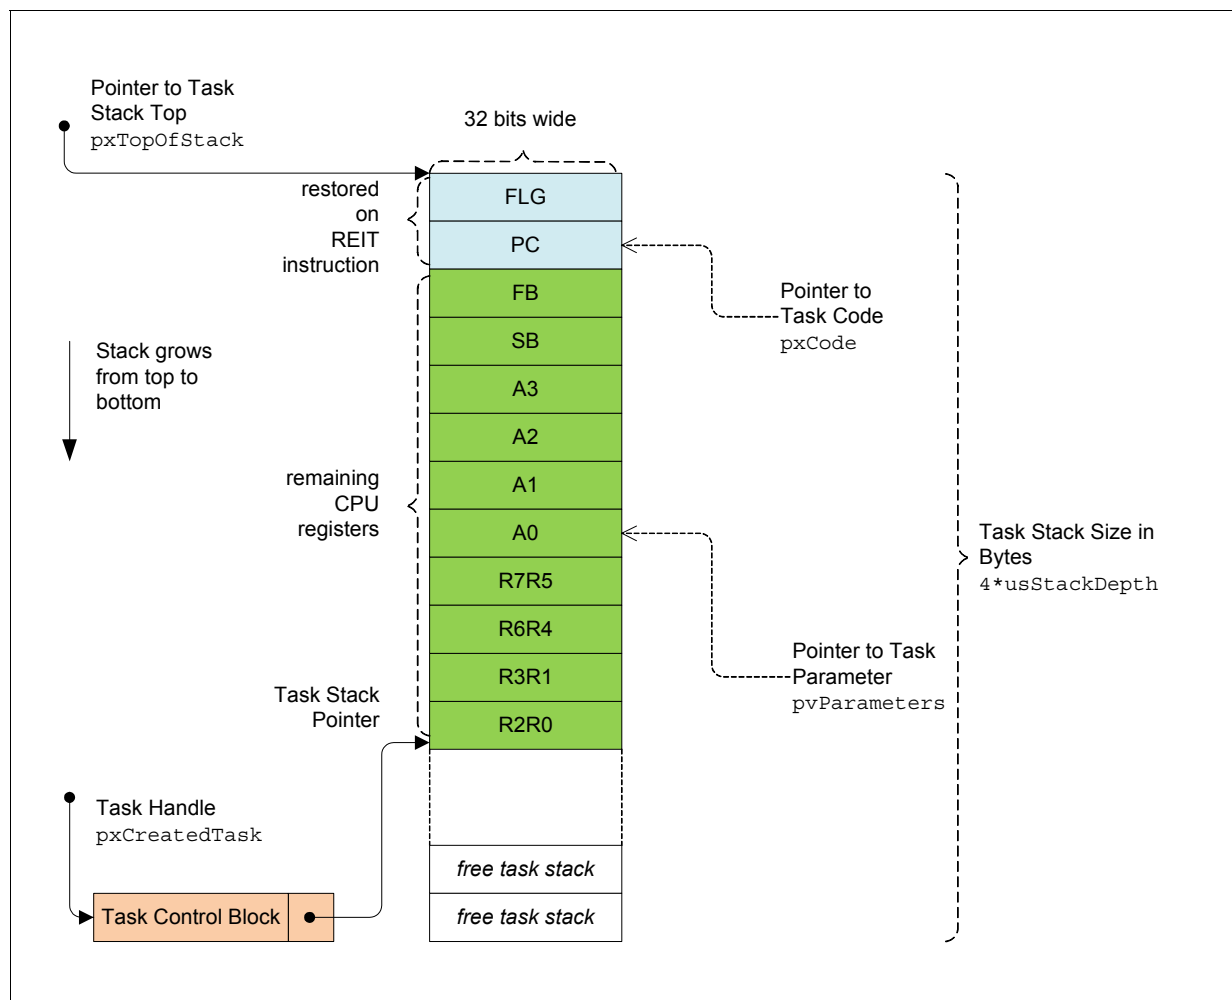 Pointer to Task
Stack Top
pxTopOfStack
32 bits wide
restored
on
REIT
instruction
FLG
PC
FB
SB
A3
A2
A1
A0
R7R5
R6R4
R3R1
R2R0
Pointer to
Task Code
pxCode
Stack grows
from top to
bottom
remaining
CPU
registers
Task Stack Size in
Bytes
4*usStackDepth
Pointer to Task
Parameter
pvParameters
Task Stack
Pointer
Task Handle
pxCreatedTask
free task stack
free task stack
Task Control Block